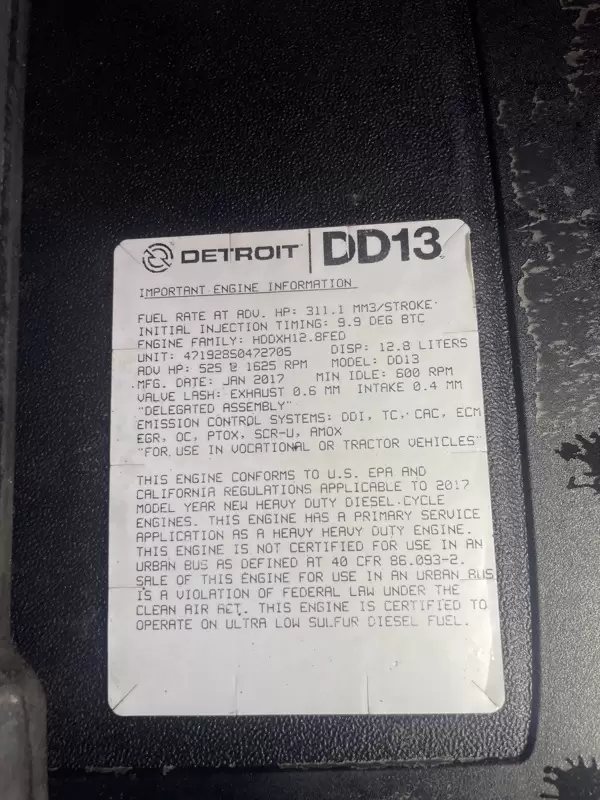 DETROIT DD13
IMPORTANT ENGINE INFORMATION
FUEL RATE AT ADV. HP: 311.1 MM3/STROKE
INITIAL INJECTION TIMING: 9.9 DEG BTC
ENGINE FAMILY: HDDXH12.8FED
UNIT: 471928S0472705 DISP: 12.8 LITERS
ADV HP: 525 @ 1625 RPM MODEL: DD13
MFG. DATE: JAN 2017 MIN IDLE: 600 RPM
VALVE LASH: EXHAUST 0.6 MM INTAKE 0.4 MM
"DELEGATED ASSEMBLY"
EMISSION CONTROL SYSTEMS: DDI, TC, CAC, ECM
EGR, OC, PTOX, SCR-U, AMOX
"FOR USE IN VOCATIONAL OR TRACTOR VEHICLES"
THIS ENGINE CONFORMS TO U.S. EPA AND
CALIFORNIA REGULATIONS APPLICABLE TO 2017
MODEL YEAR NEW HEAVY DUTY DIESEL CYCLE
ENGINES. THIS ENGINE HAS A PRIMARY SERVICE
APPLICATION AS A HEAVY HEAVY DUTY ENGINE.
THIS ENGINE IS NOT CERTIFIED FOR USE IN AN
URBAN BUS AS DEFINED AT 40 CFR 86.093-2.
SALE OF THIS ENGINE FOR USE IN AN URBAN BUS
IS A VIOLATION OF FEDERAL LAW UNDER THE
CLEAN AIR ACT. THIS ENGINE IS CERTIFIED TO
OPERATE ON ULTRA LOW SULFUR DIESEL FUEL.